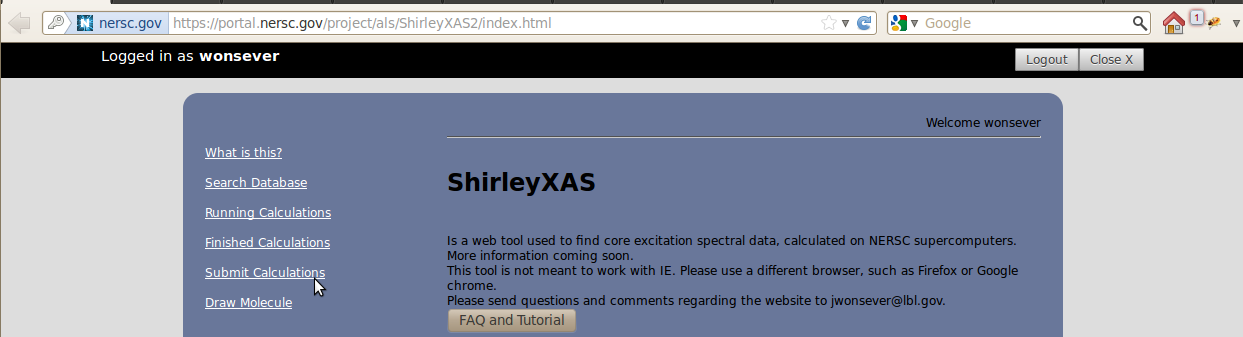 nersc.gov https://portal.nersc.gov/project/als/ShirleyXAS2/index.html Google 1
Logged in as wonsever Logout Close X
Welcome wonsever
What is this?
Search Database
Running Calculations
Finished Calculations
Submit Calculations
Draw Molecule
ShirleyXAS
Is a web tool used to find core excitation spectral data, calculated on NERSC supercomputers.
More information coming soon.
This tool is not meant to work with IE. Please use a different browser, such as Firefox or Google
chrome.
Please send questions and comments regarding the website to jwonsever@lbl.gov.
FAQ and Tutorial